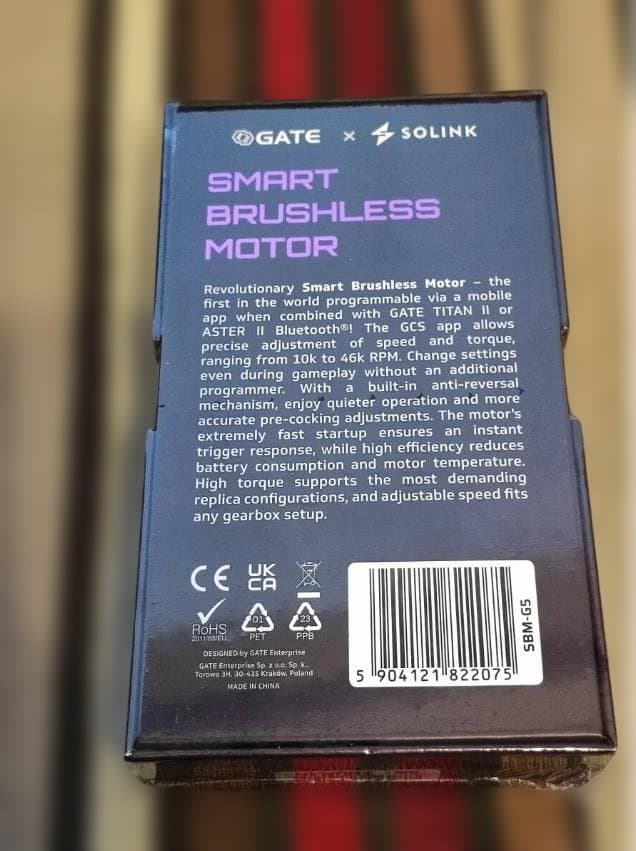 GATE × SOLINK
SMART
BRUSHLESS
MOTOR
Revolutionary Smart Brushless Motor – the
first in the world programmable via a mobile
app when combined with GATE TITAN II or
ASTER II Bluetooth®! The GCS app allows
precise adjustment of speed and torque,
ranging from 10k to 46k RPM. Change settings
even during gameplay without an additional
programmer. With a built-in anti-reversal
mechanism, enjoy quieter operation and more
accurate pre-cocking adjustments. The motor's
extremely fast startup ensures an instant
trigger response, while high efficiency reduces
battery consumption and motor temperature.
High torque supports the most demanding
replica configurations, and adjustable speed fits
any gearbox setup.
CE UK
CA
RoHS
2011/65/EU
01
PET
23
PPB
DESIGNED by GATE Enterprise
GATE Enterprise Sp. z o.o. Sp. k.,
Torowa 3H, 30-435 Kraków, Poland
MADE IN CHINA
5 904121 822075
SBM-G5